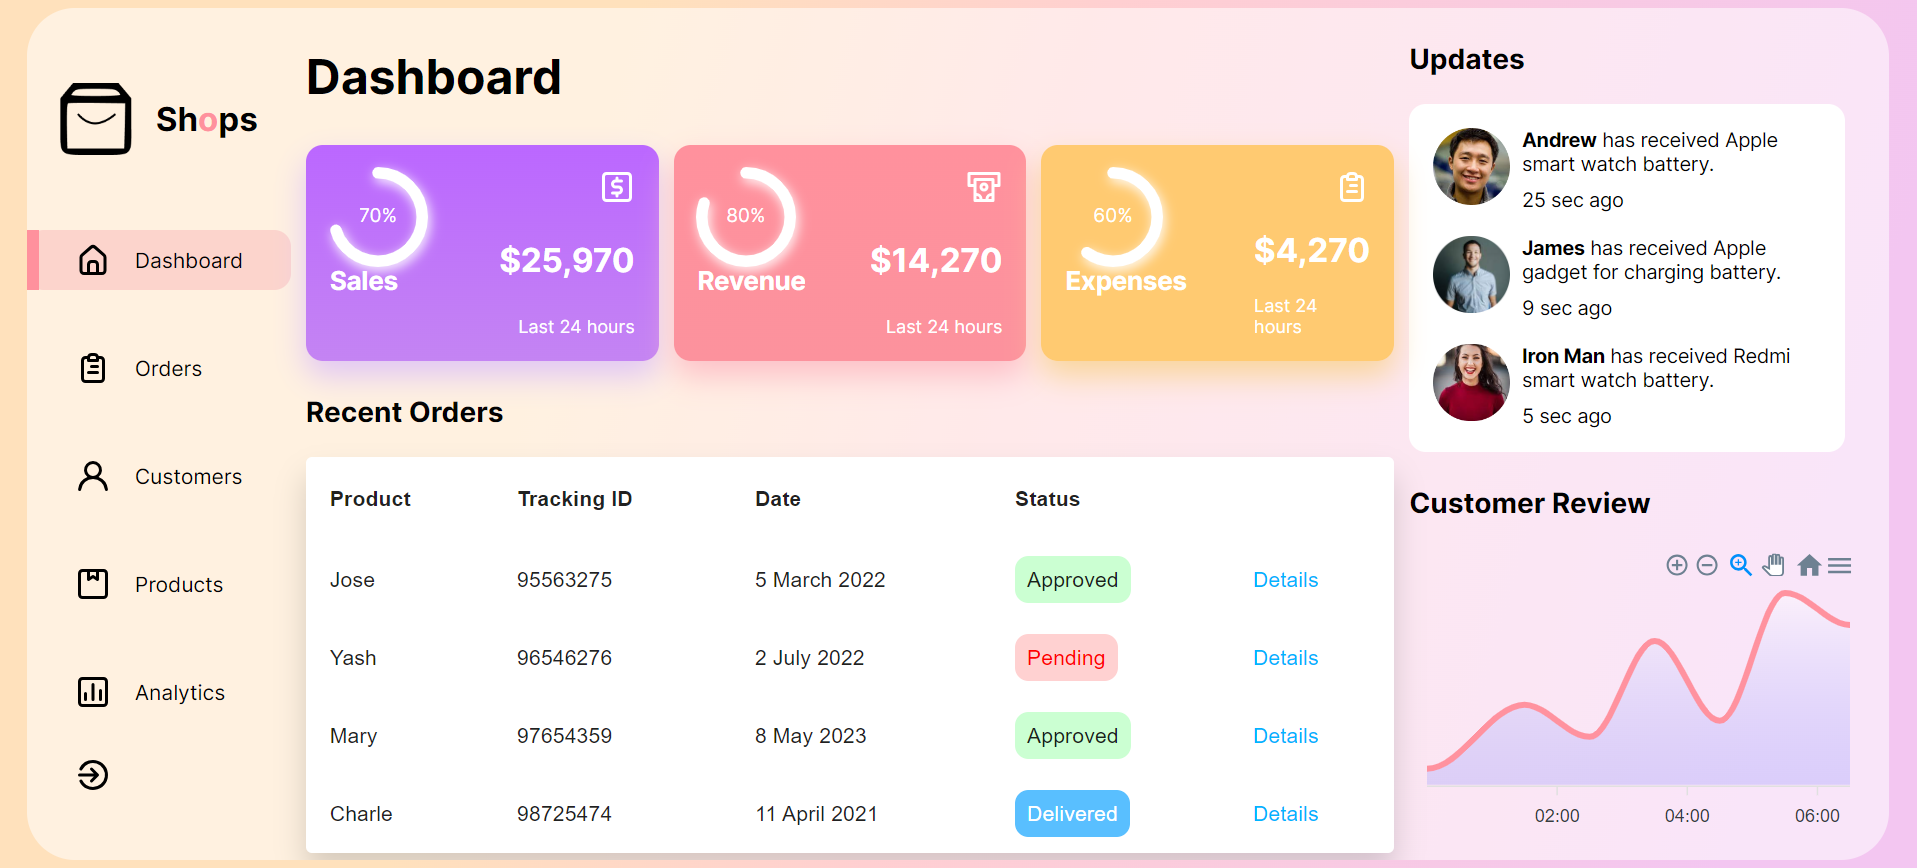 Shops
Dashboard
Orders
Customers
Products
Analytics
Dashboard
70%
Sales
$25,970
Last 24 hours
80%
Revenue
$14,270
Last 24 hours
60%
Expenses
$4,270
Last 24
hours
Recent Orders
Product Tracking ID Date Status
Jose 95563275 5 March 2022 Approved Details
Yash 96546276 2 July 2022 Pending Details
Mary 97654359 8 May 2023 Approved Details
Charle 98725474 11 April 2021 Delivered Details
Updates
Andrew has received Apple
smart watch battery.
25 sec ago
James has received Apple
gadget for charging battery.
9 sec ago
Iron Man has received Redmi
smart watch battery.
5 sec ago
Customer Review
02:00 04:00 06:00